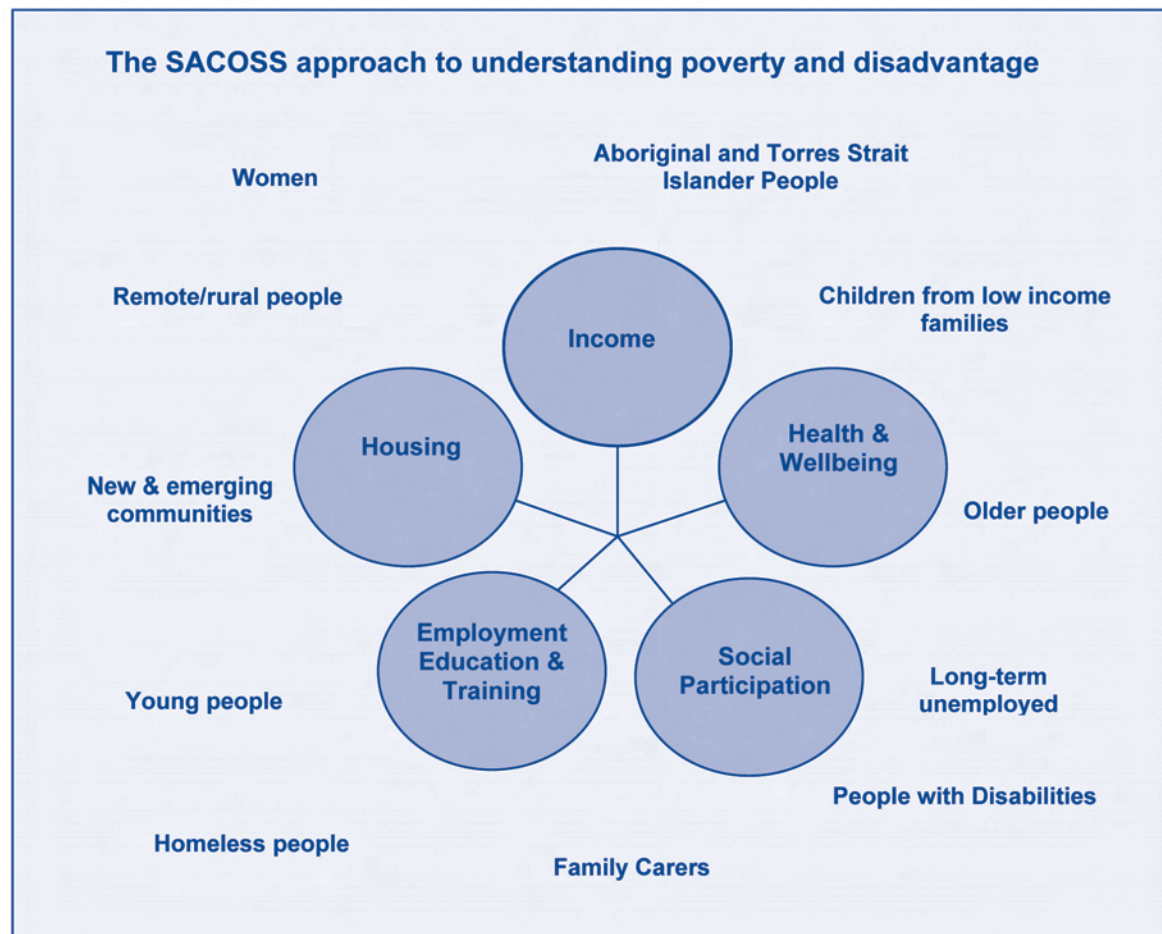 The SACOSS approach to understanding poverty and disadvantage
Women
Aboriginal and Torres Strait
Islander People
Remote/rural people
Children from low income
families
Income
Housing
Health &
Wellbeing
New & emerging
communities
Older people
Employment
Education &
Training
Social
Participation
Young people
Long-term
unemployed
People with Disabilities
Homeless people
Family Carers